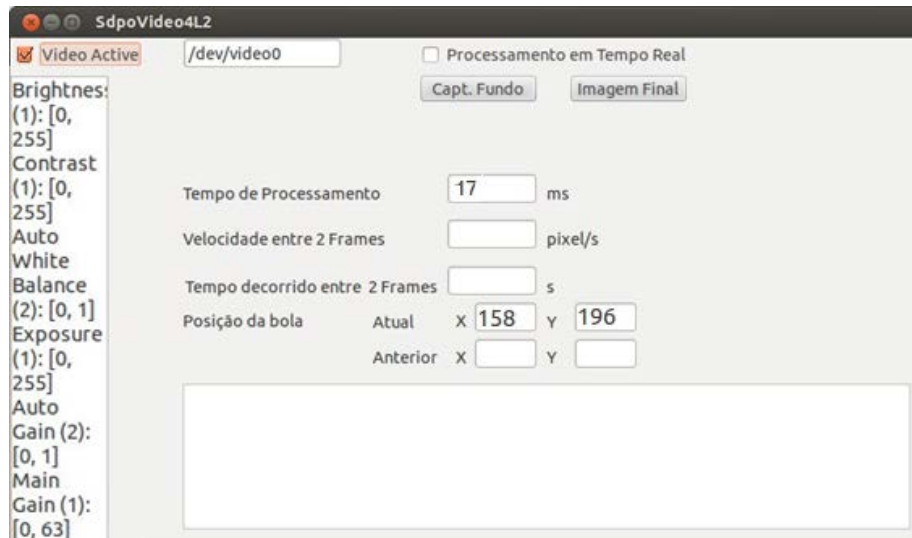 SdpoVideo4L2
Video Active
/dev/video0
Processamento em Tempo Real
Capt. Fundo
Imagem Final
Brightnes
(1): [0,
255]
Contrast
(1): [0,
255]
Auto
White
Balance
(2): [0, 1]
Exposure
(1): [0,
255]
Auto
Gain (2):
[0, 1]
Main
Gain (1):
[0, 63]
Tempo de Processamento 17 ms
Velocidade entre 2 Frames pixel/s
Tempo decorrido entre 2 Frames s
Posição da bola Atual X 158 Y 196
Anterior X Y